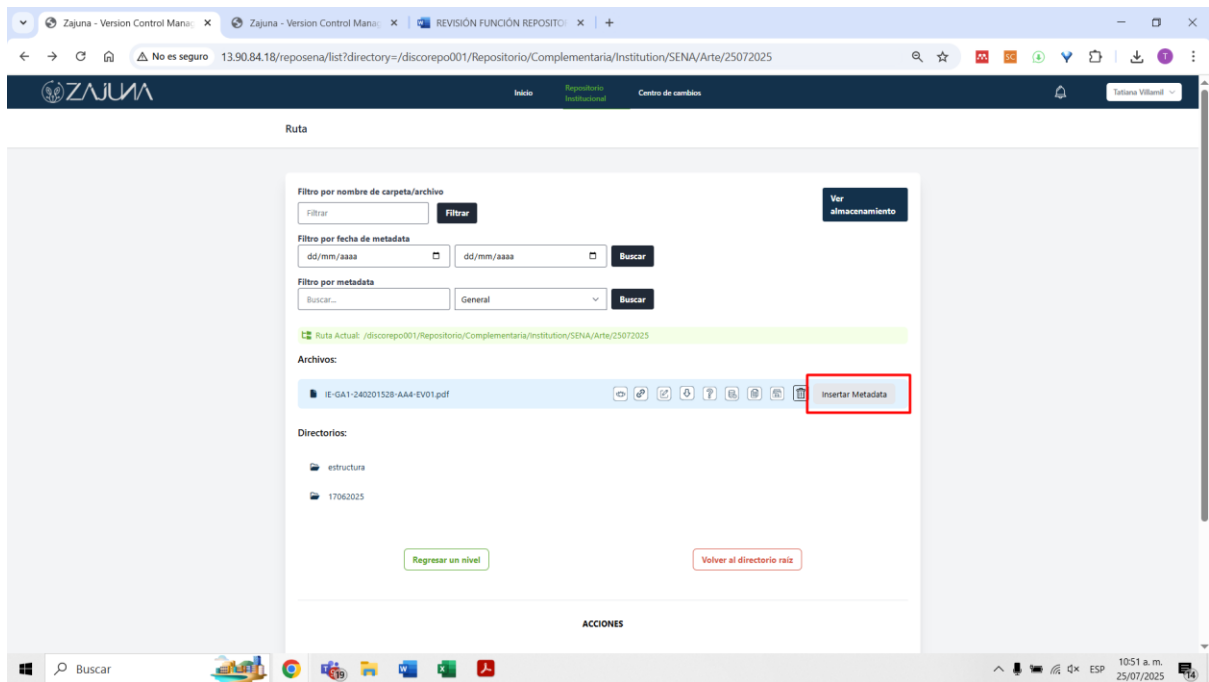 Zajuna - Version Control Manag
Zajuna - Version Control Manag
REVISIÓN FUNCIÓN REPOSITO
No es seguro
13.90.84.18/reposena/list?directory=/discorepo001/Repositorio/Complementaria/Institution/SENA/Arte/25072025
SC
T
ZAJUNA
Inicio
Repositorio
Institucional
Centro de cambios
Tatiana Villamil
Ruta
Filtro por nombre de carpeta/archivo
Filtrar
Filtrar
Ver
almacenamiento
Filtro por fecha de metadata
dd/mm/aaaa
dd/mm/aaaa
Buscar
Filtro por metadata
Buscar...
General
Buscar
Ruta Actual: /discorepo001/Repositorio/Complementaria/Institution/SENA/Arte/25072025
Archivos:
IE-GA1-240201528-AA4-EV01.pdf
Insertar Metadata
Directorios:
estructura
17062025
Regresar un nivel
Volver al directorio raíz
ACCIONES
Buscar
19
ESP
10:51 a. m.
25/07/2025
14